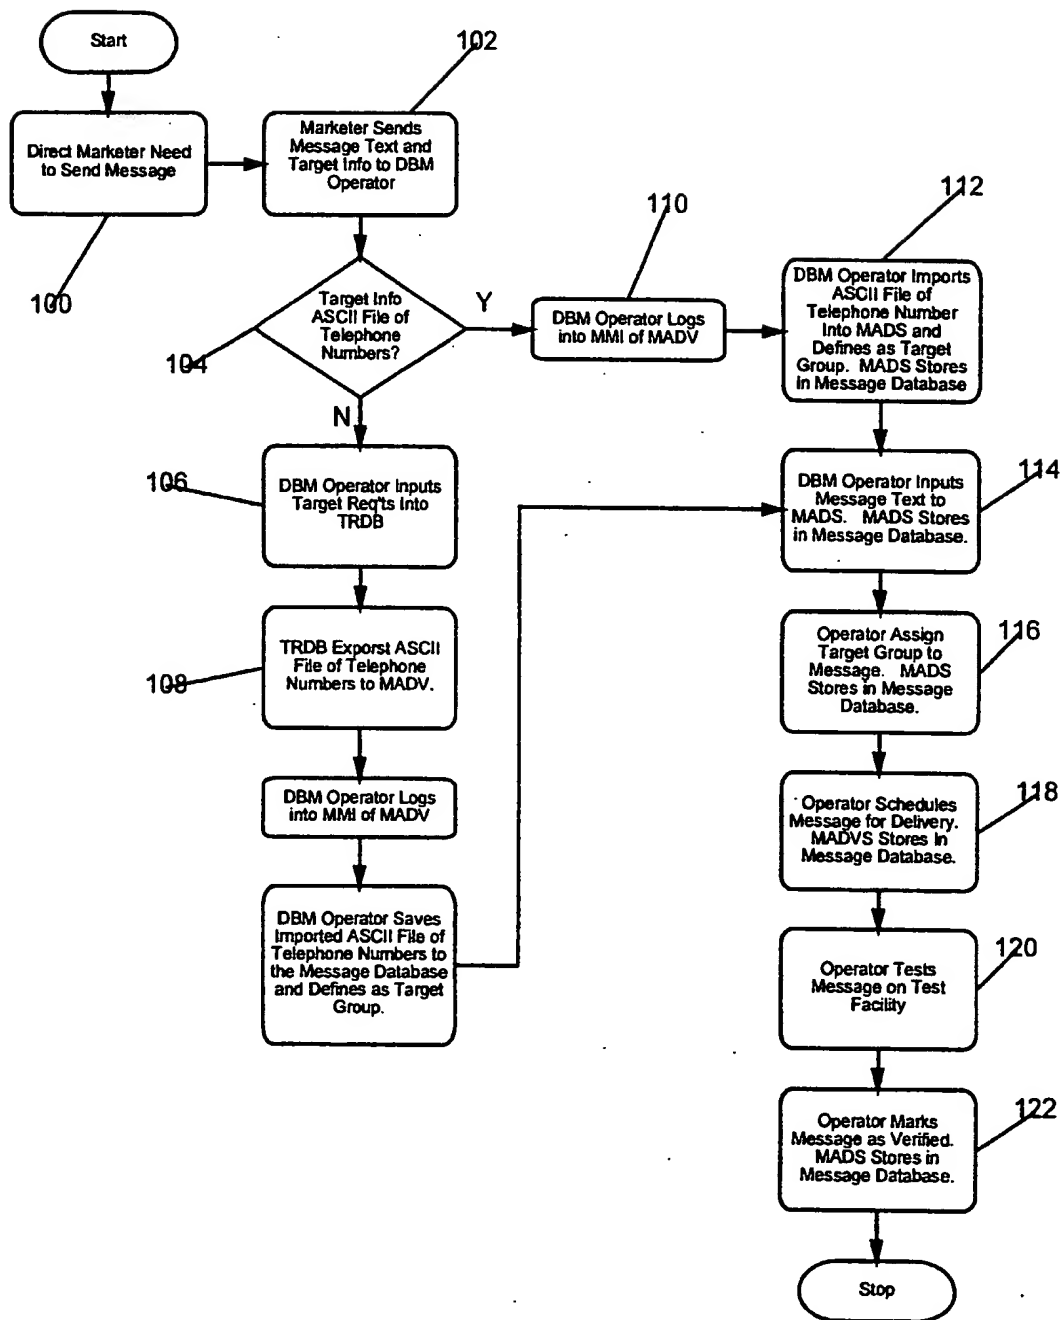 Start
102
Direct Marketer Need
to Send Message
100
Marketer Sends
Message Text and
Target Info to DBM
Operator
Target Info
ASCII File of
Telephone
Numbers?
104
Y
N
110
DBM Operator Logs
into MMI of MADV
112
DBM Operator Imports
ASCII File of
Telephone Number
Into MADS and
Defines as Target
Group. MADS Stores
in Message Database
106
DBM Operator Inputs
Target Req'ts Into
TRDB
108
TRDB Exporst ASCII
File of Telephone
Numbers to MADV.
DBM Operator Logs
into MMI of MADV
DBM Operator Saves
Imported ASCII File of
Telephone Numbers to
the Message Database
and Defines as Target
Group.
114
DBM Operator Inputs
Message Text to
MADS. MADS Stores
in Message Database.
116
Operator Assign
Target Group to
Message. MADS
Stores in Message
Database.
118
Operator Schedules
Message for Delivery.
MADVS Stores in
Message Database.
120
Operator Tests
Message on Test
Facility
122
Operator Marks
Message as Verified.
MADS Stores in
Message Database.
Stop